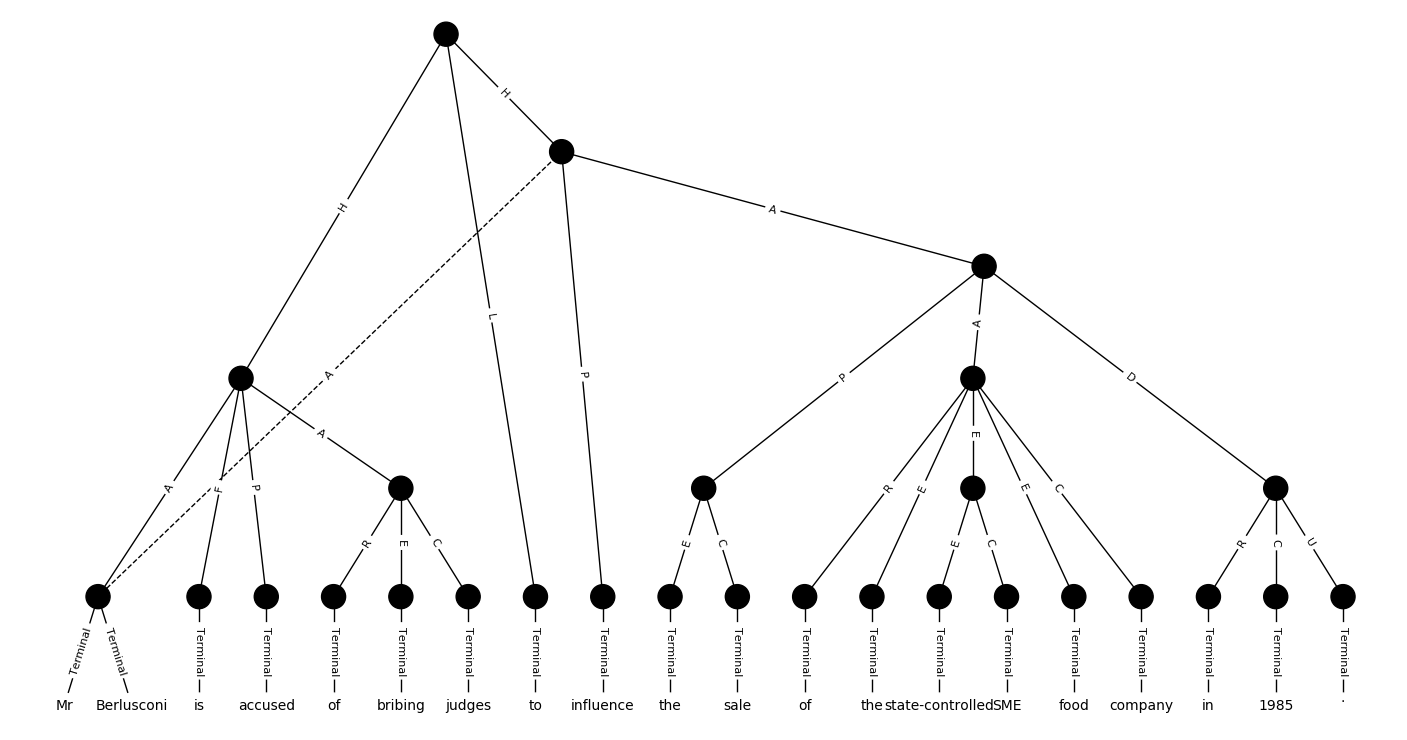 H
H
A
L
A
P
H
A
P
A
D
A
A
F
P
R
E
C
E
C
R
E
E
E
C
E
C
R
C
U
Terminal Terminal Terminal Terminal Terminal Terminal Terminal Terminal Terminal Terminal Terminal Terminal Terminal Terminal Terminal Terminal Terminal Terminal Terminal Terminal
Mr Berlusconi is accused of bribing judges to influence the sale of the state-controlled SME food company in 1985 .